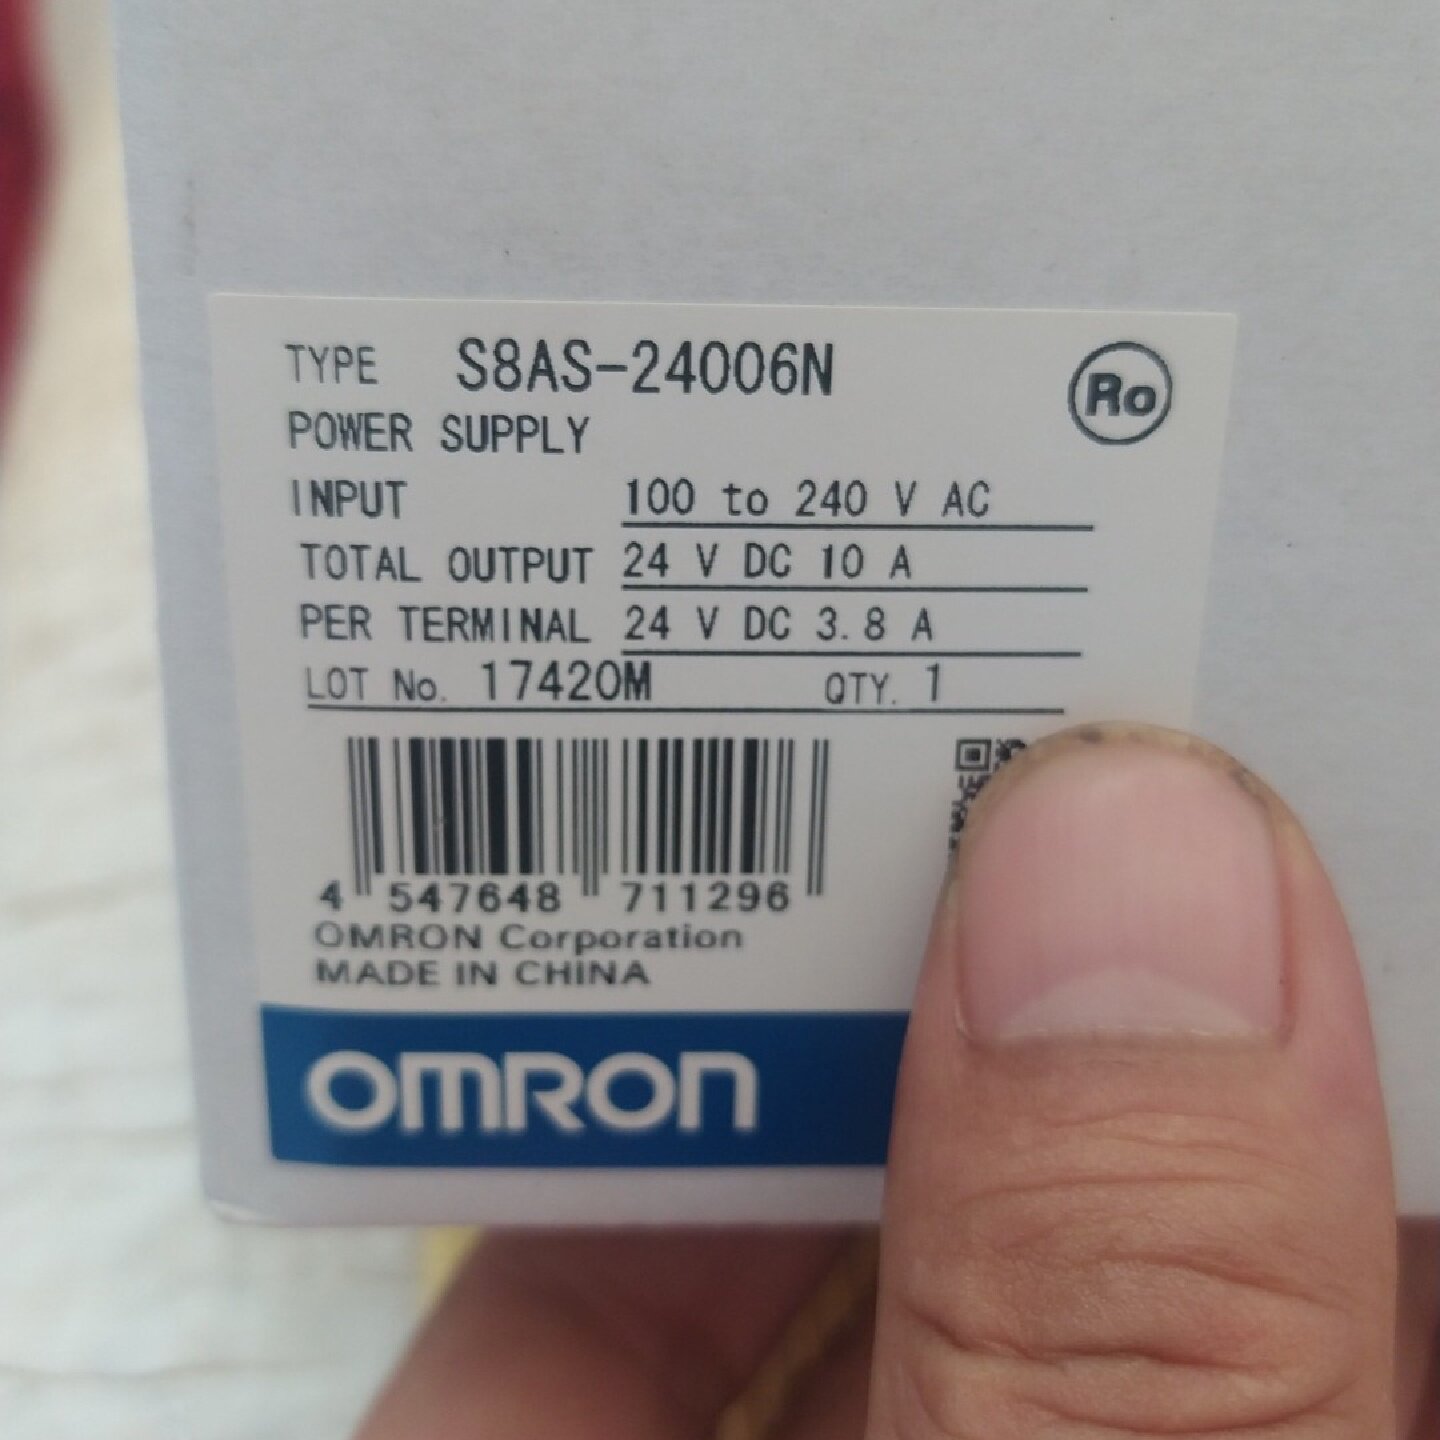 TYPE S8AS-24006N
Ro
POWER SUPPLY
INPUT 100 to 240 V AC
TOTAL OUTPUT 24 V DC 10 A
PER TERMINAL 24 V DC 3.8 A
LOT No. 17420M QTY. 1
4 547648 711296
OMRON Corporation
MADE IN CHINA
OMRON